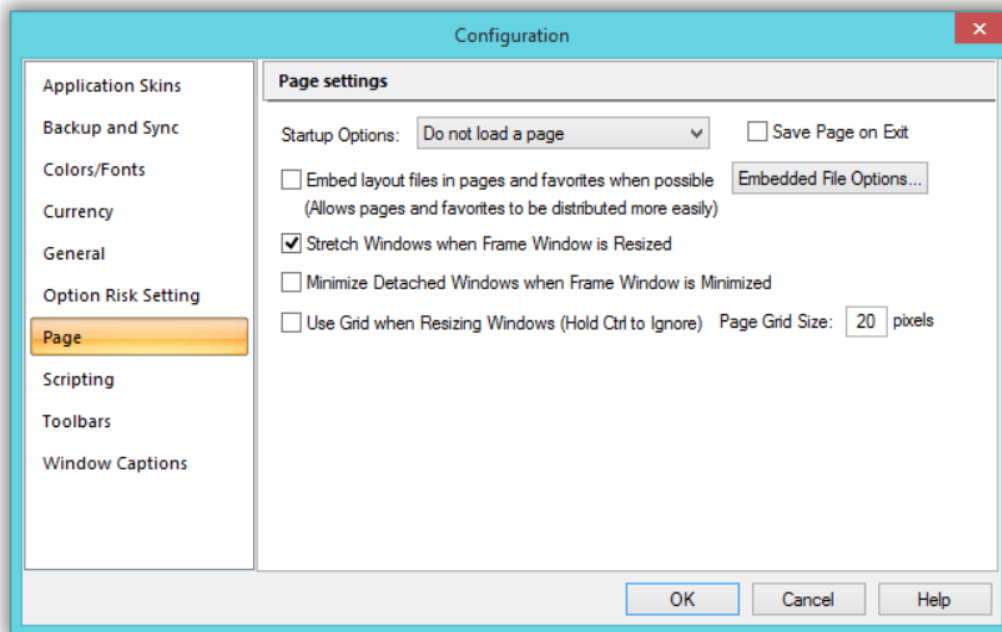 Configuration
Application Skins
Backup and Sync
Colors/Fonts
Currency
General
Option Risk Setting
Page
Scripting
Toolbars
Window Captions
Page settings
Startup Options: Do not load a page Save Page on Exit
Embed layout files in pages and favorites when possible Embedded File Options...
(Allows pages and favorites to be distributed more easily)
Stretch Windows when Frame Window is Resized
Minimize Detached Windows when Frame Window is Minimized
Use Grid when Resizing Windows (Hold Ctrl to Ignore) Page Grid Size: 20 pixels
OK Cancel Help